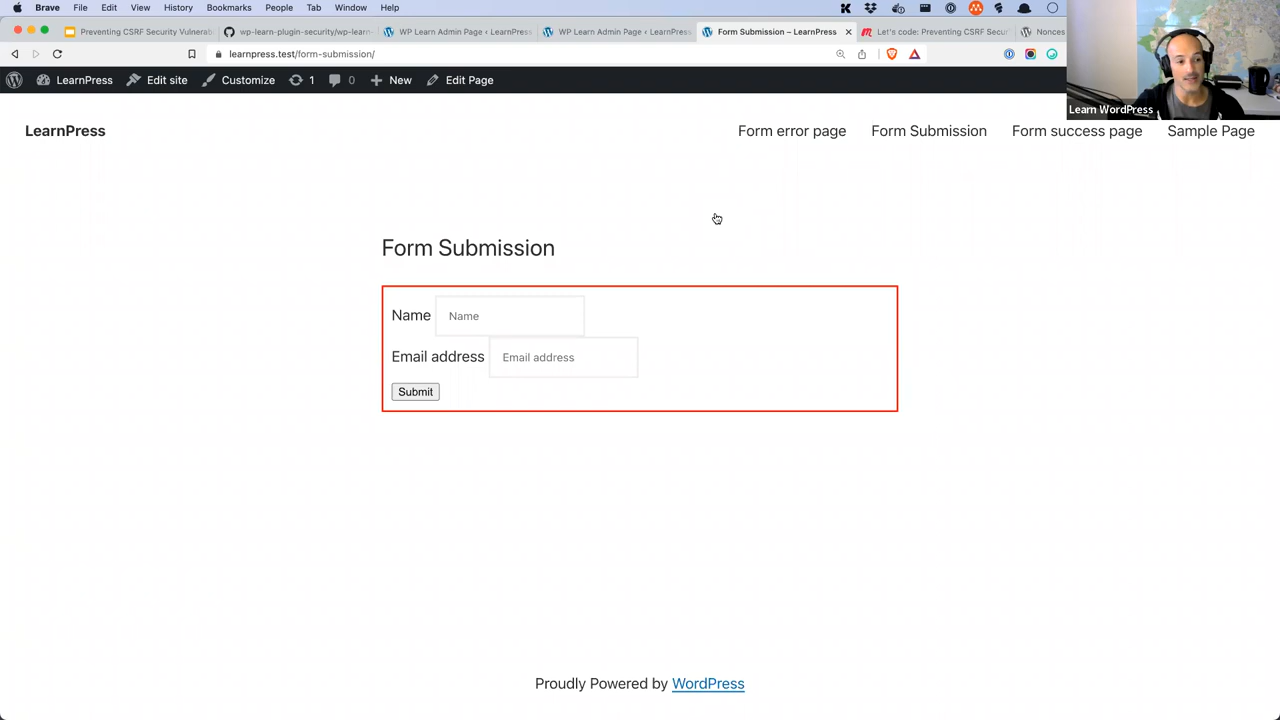 Brave File Edit View History Bookmarks People Tab Window Help
Preventing CSRF Security Vulnerab
wp-learn-plugin-security/wp-learn-
WP Learn Admin Page ‹ LearnPress
WP Learn Admin Page ‹ LearnPress
Form Submission – LearnPress
Let's code: Preventing CSRF Secur
Nonces
learnpress.test/form-submission/
LearnPress Edit site Customize 1 0 New Edit Page
Learn WordPress
LearnPress
Form error page Form Submission Form success page Sample Page
Form Submission
Name Name
Email address Email address
Submit
Proudly Powered by WordPress